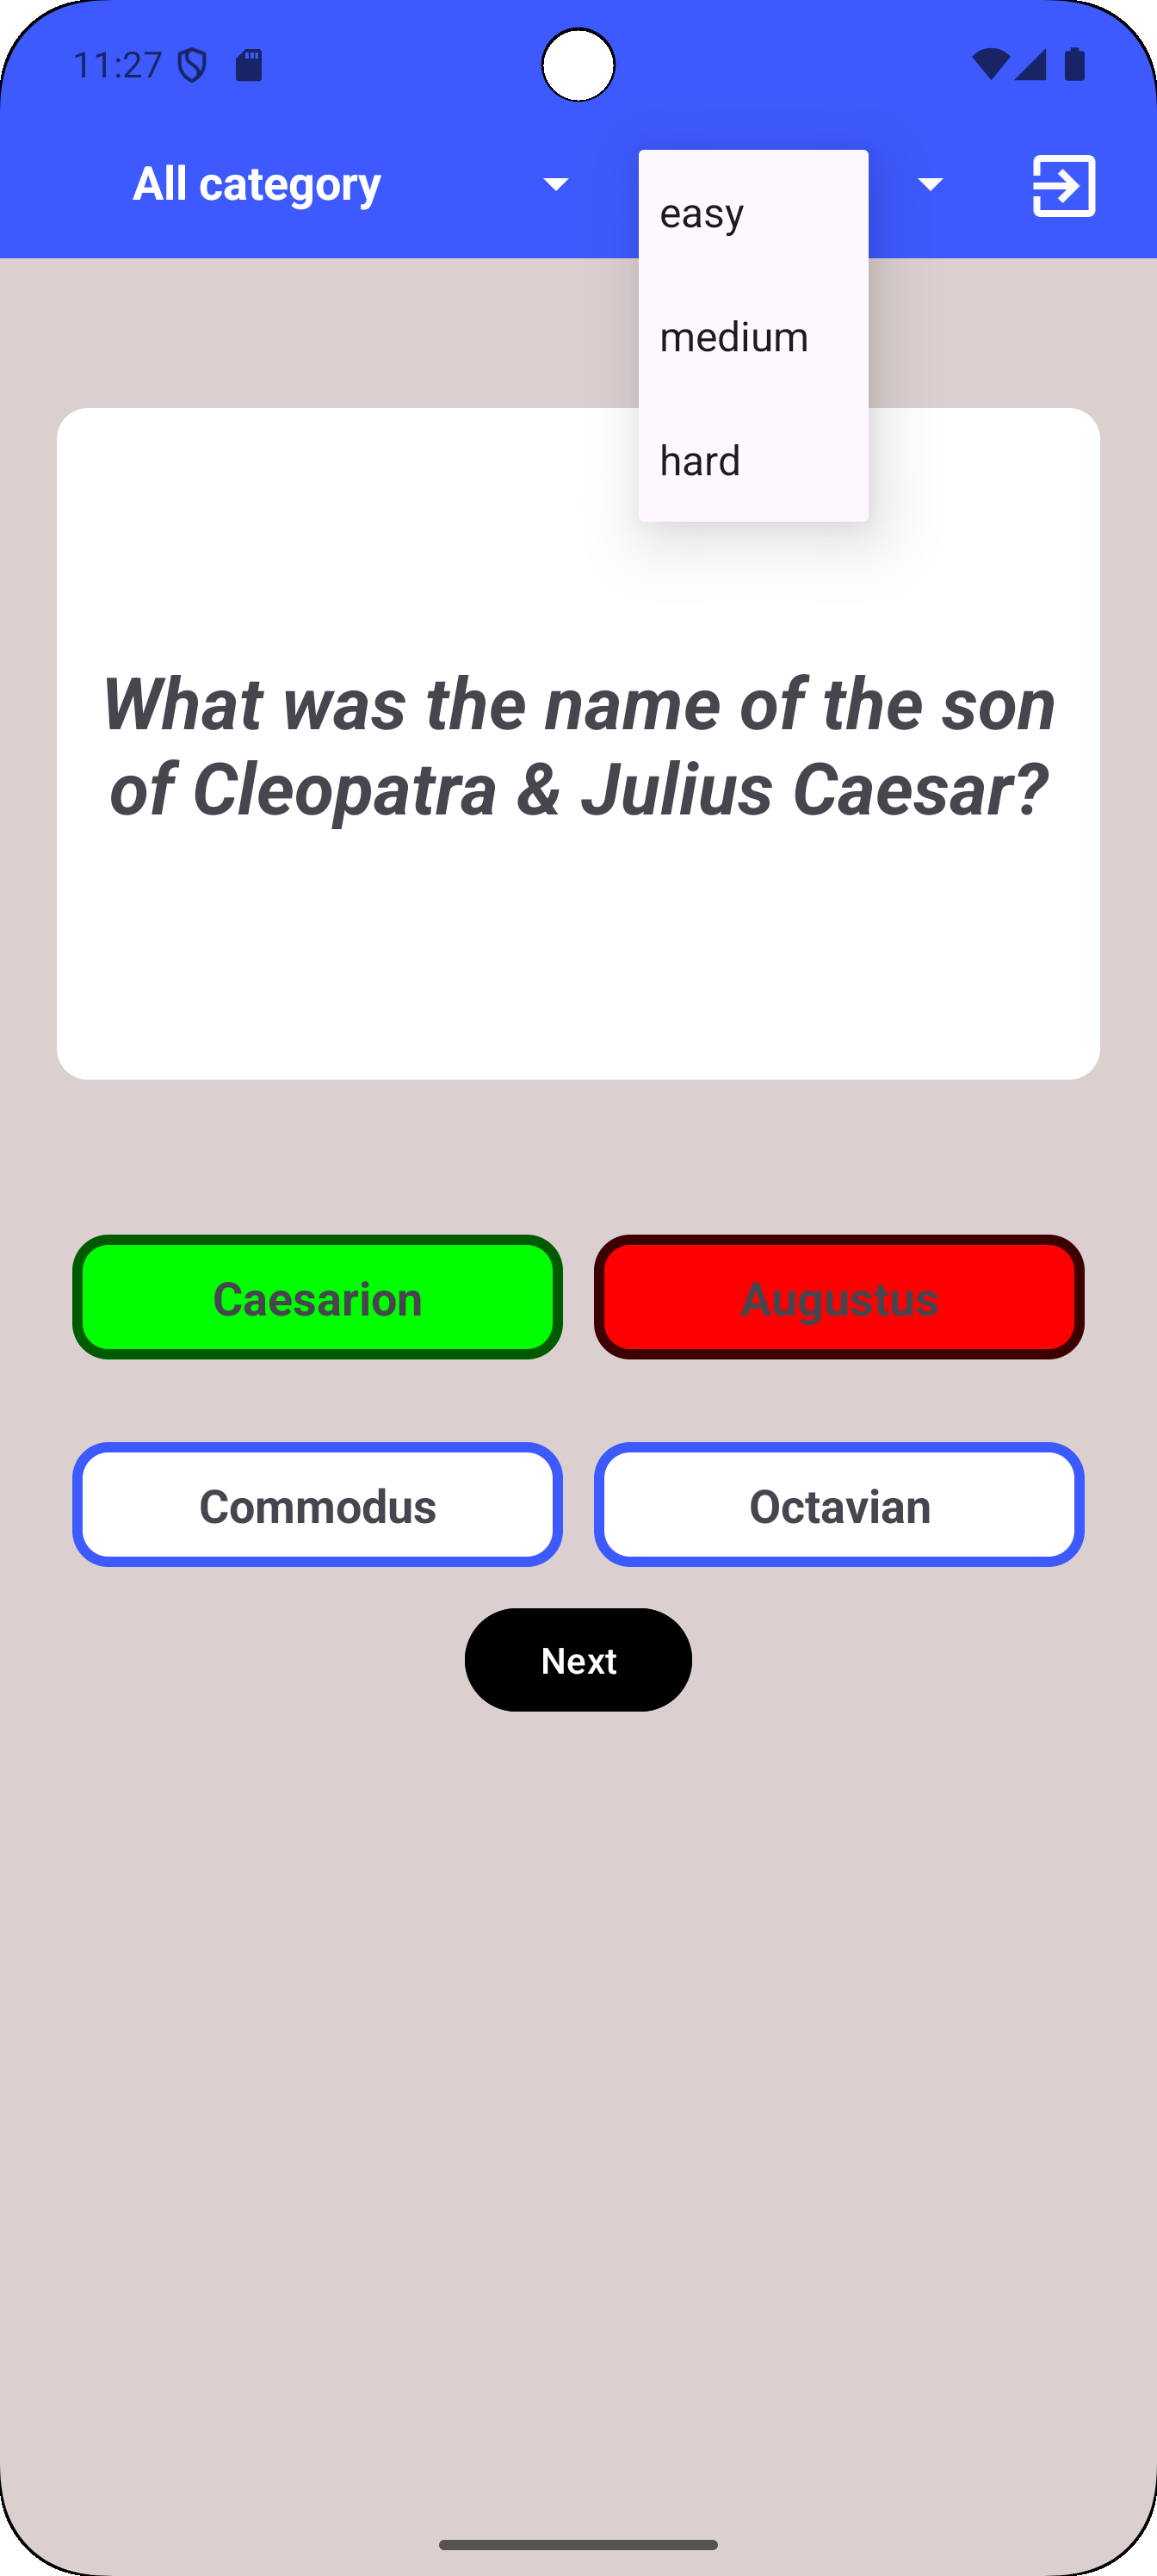 11:27
All category
easy
medium
hard
What was the name of the son
of Cleopatra & Julius Caesar?
Caesarion
Augustus
Commodus
Octavian
Next